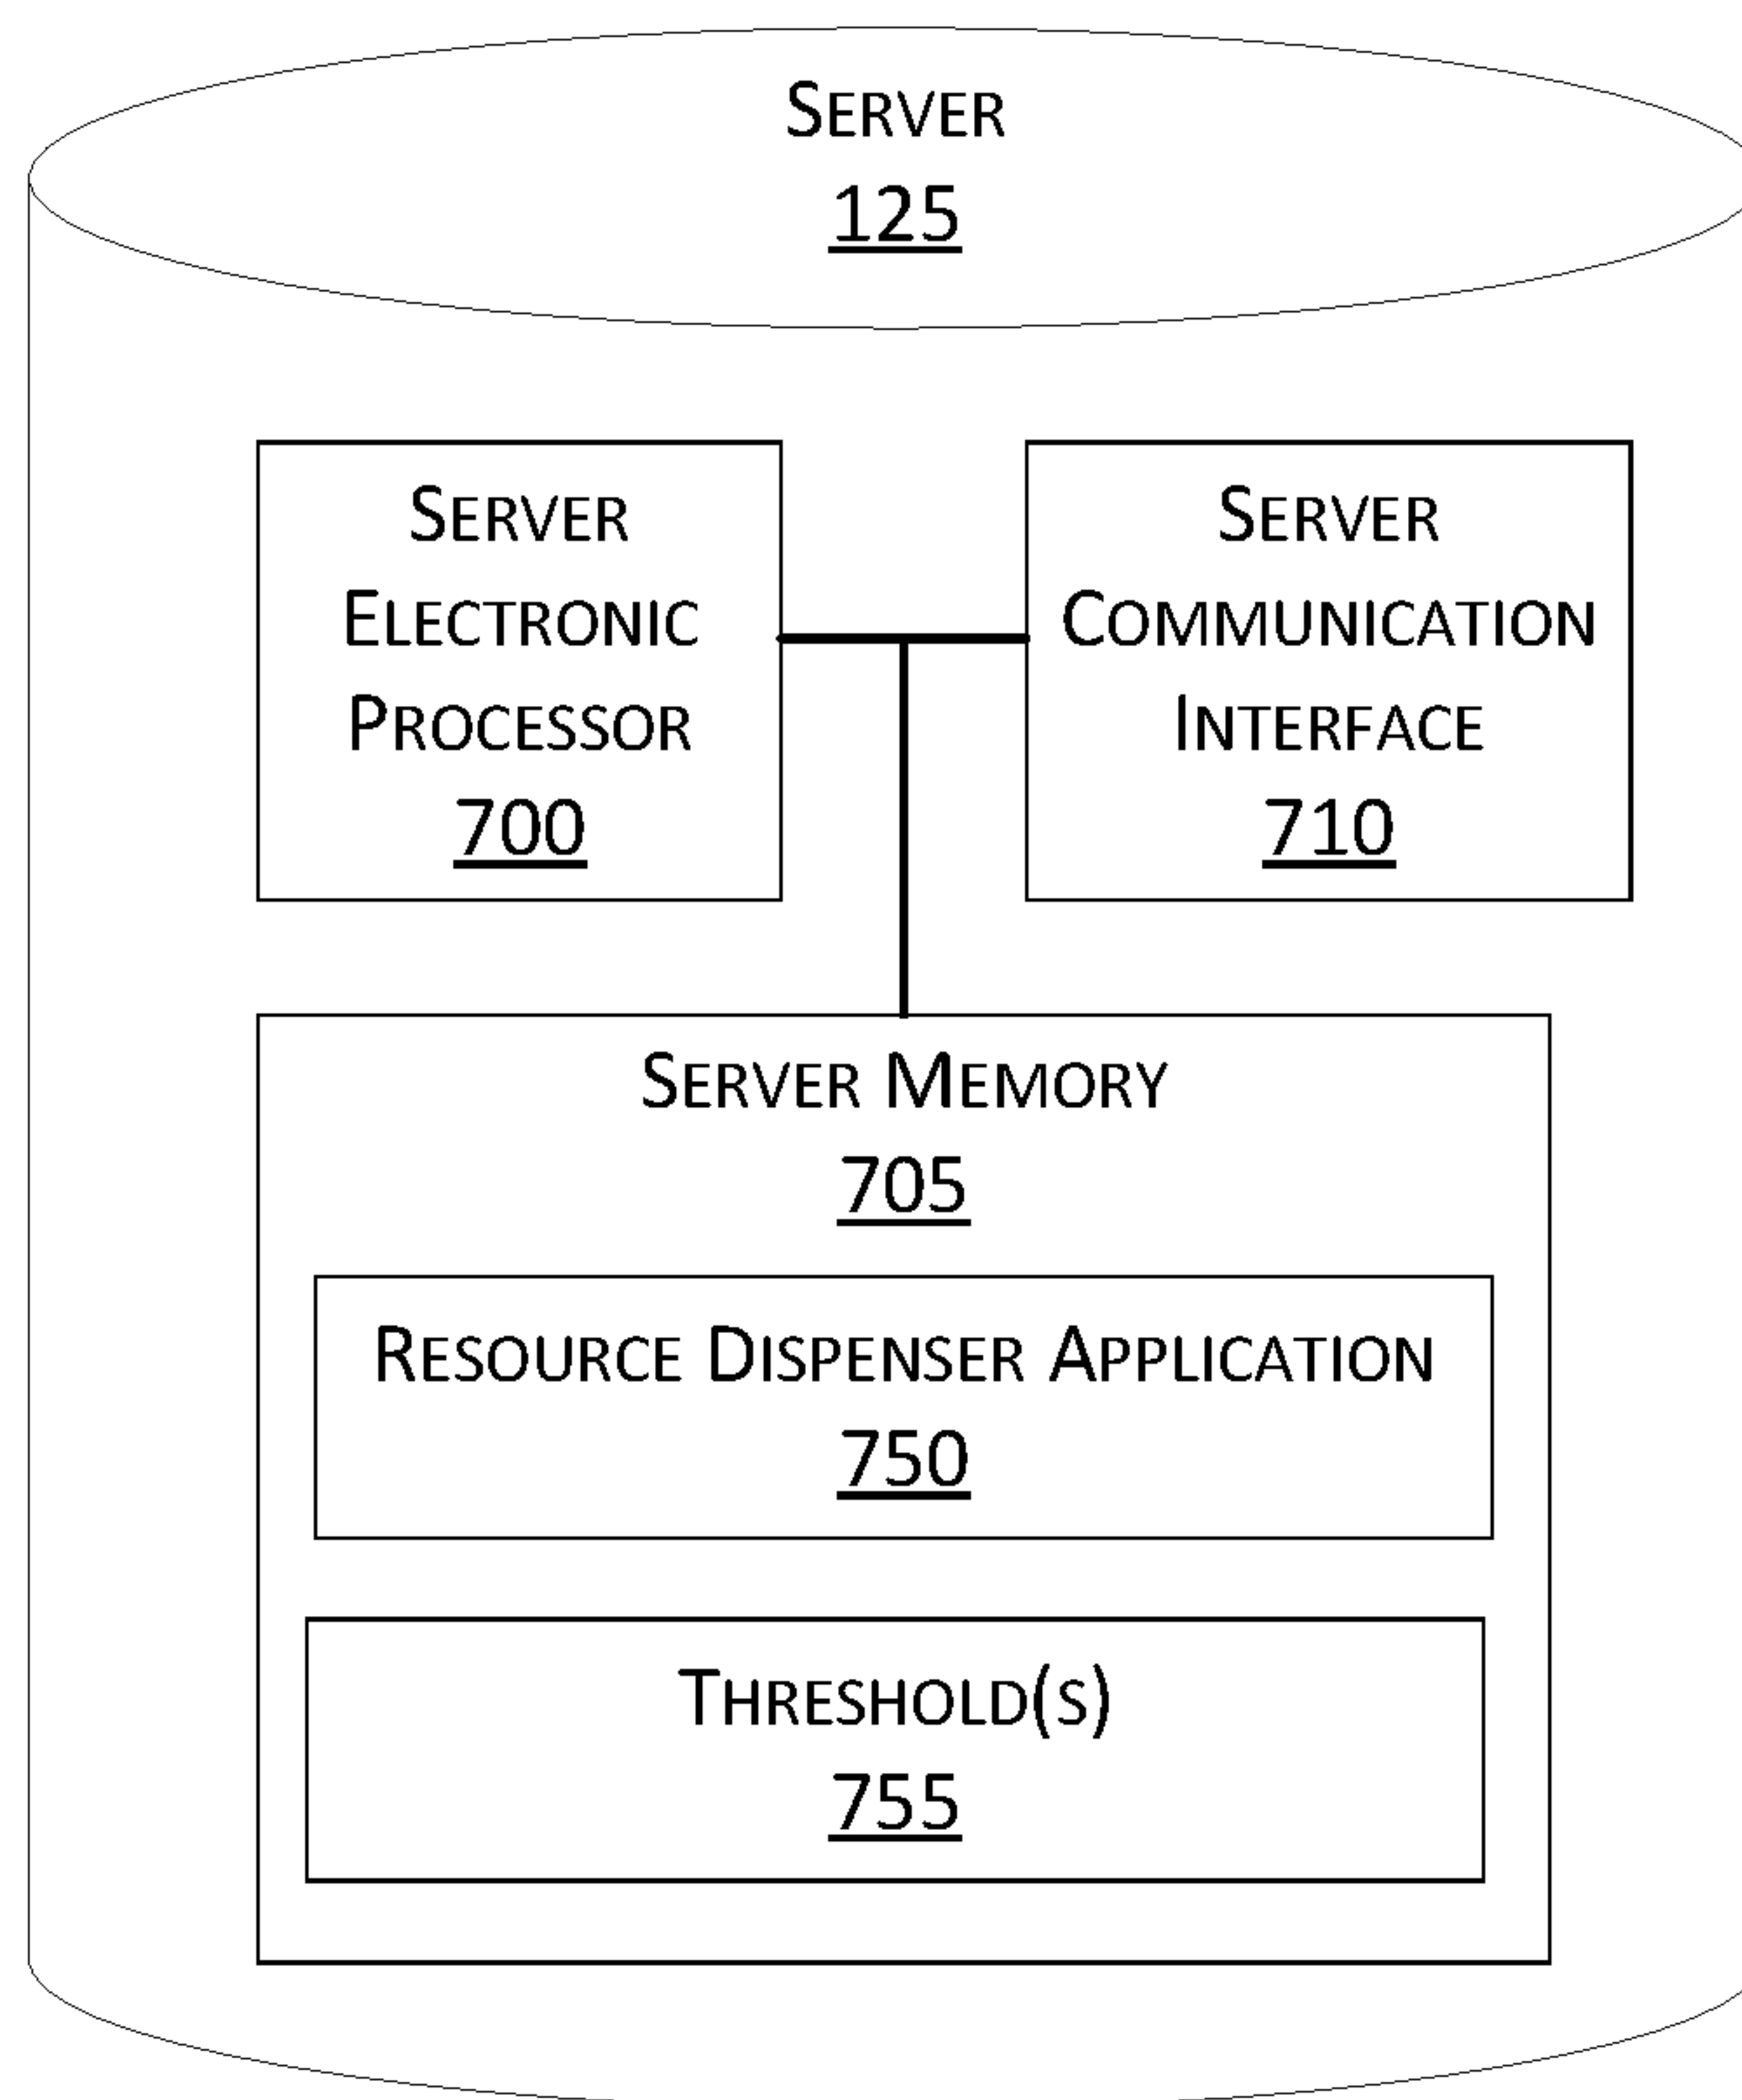 SERVER
125
SERVER
ELECTRONIC
PROCESSOR
700
SERVER
COMMUNICATION
INTERFACE
710
SERVER MEMORY
705
RESOURCE DISPENSER APPLICATION
750
THRESHOLD(S)
755